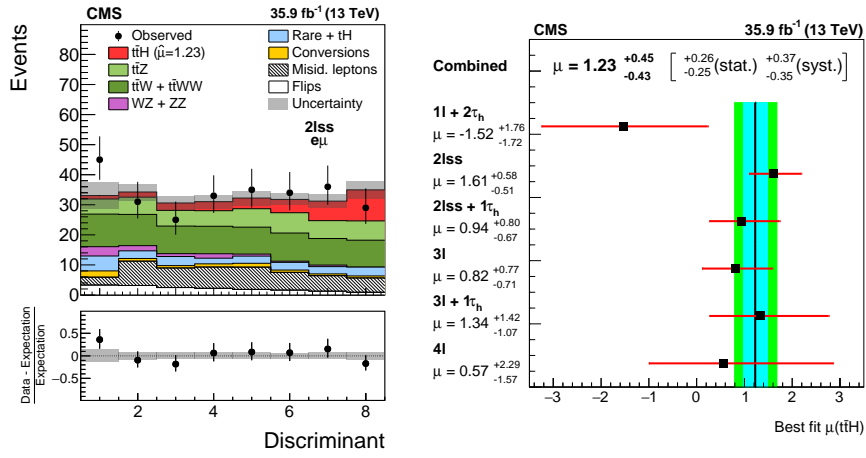 CMS 35.9 fb⁻¹ (13 TeV)
Events
Observed
tt̄H (μ̂=1.23)
tt̄Z
tt̄W + tt̄WW
WZ + ZZ
Rare + tH
Conversions
Misid. leptons
Flips
Uncertainty
2lss
eμ
80
70
60
50
40
30
20
10
0
Data - Expectation
Expectation
0.5
0
−0.5
2 4 6 8
Discriminant
CMS 35.9 fb⁻¹ (13 TeV)
Combined μ = 1.23 +0.45 -0.43 [ +0.26 -0.25 (stat.) +0.37 -0.35 (syst.) ]
1l + 2τh
μ = -1.52 +1.76 -1.72
2lss
μ = 1.61 +0.58 -0.51
2lss + 1τh
μ = 0.94 +0.80 -0.67
3l
μ = 0.82 +0.77 -0.71
3l + 1τh
μ = 1.34 +1.42 -1.07
4l
μ = 0.57 +2.29 -1.57
−3 −2 −1 0 1 2 3
Best fit μ(tt̄H)